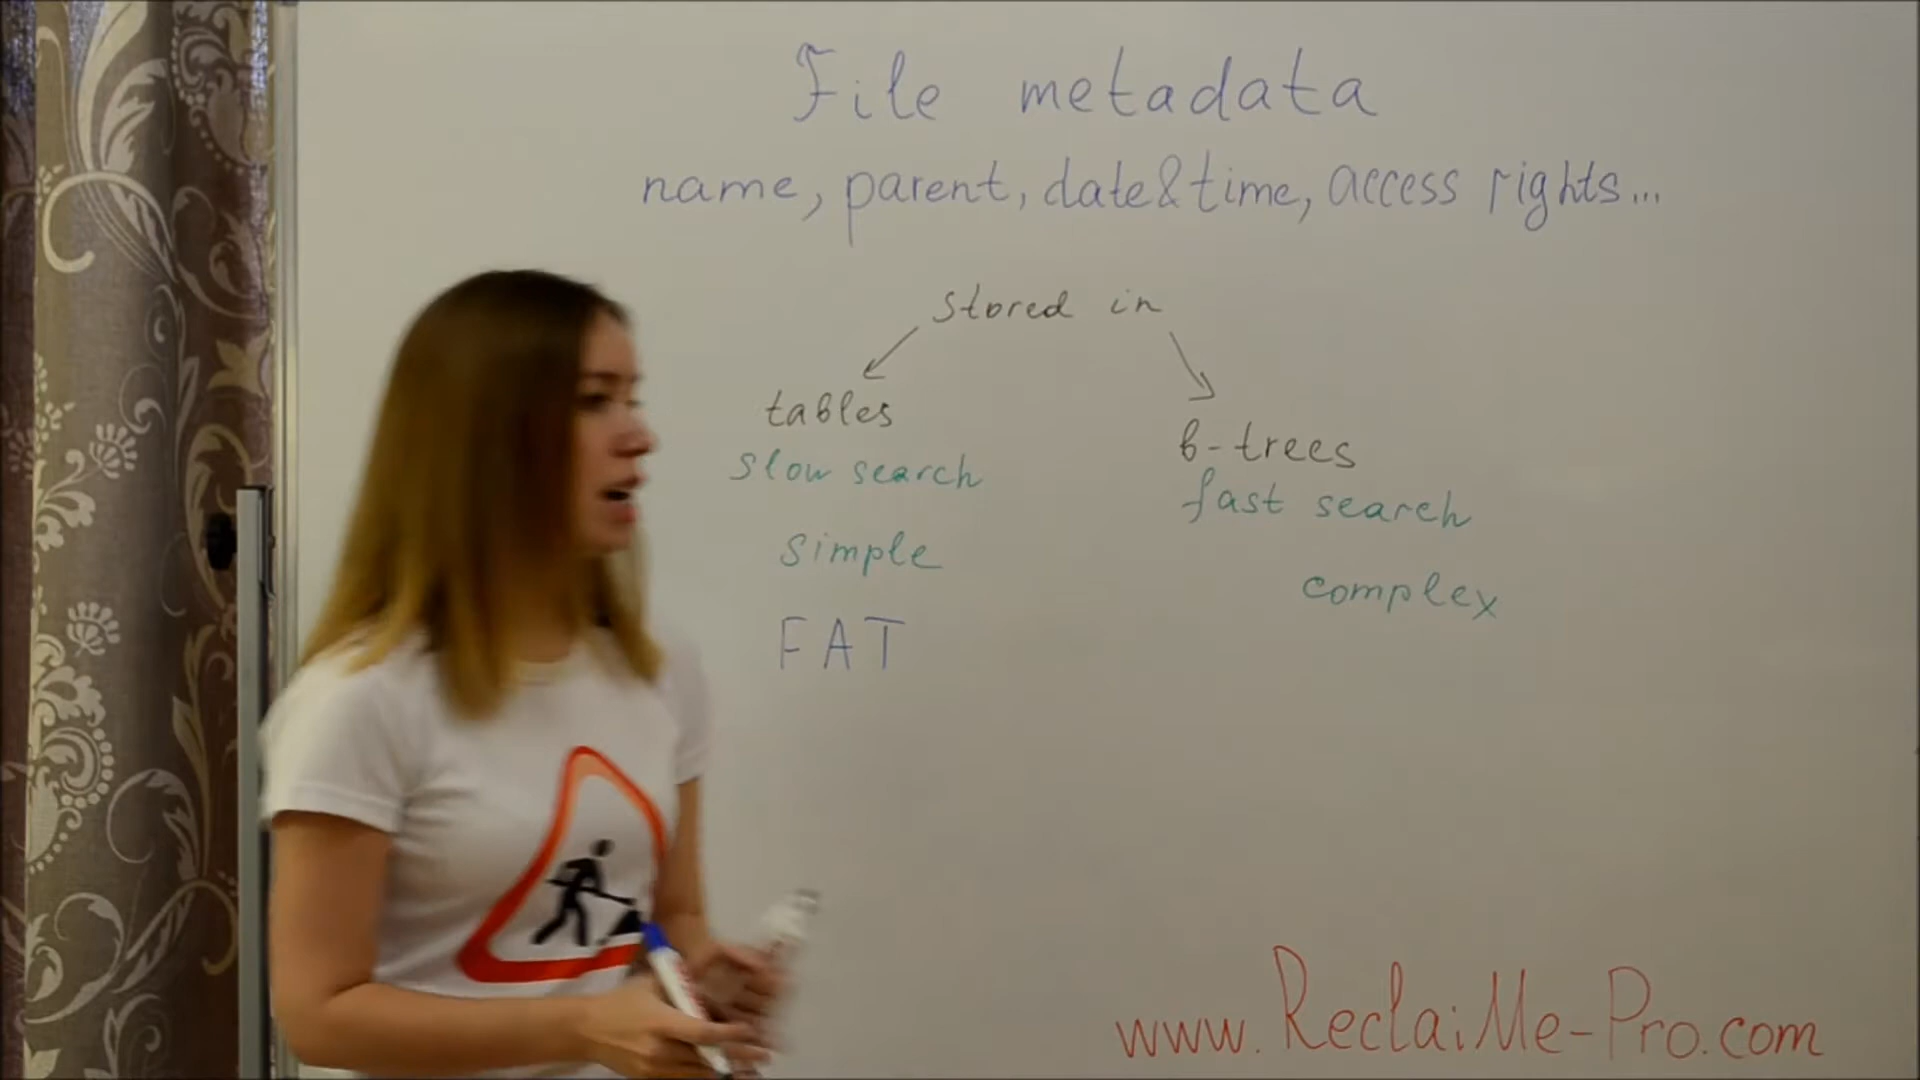 File metadata
name, parent, date&time, access rights...
stored in
tables
slow search
simple
FAT
b-trees
fast search
complex
www.ReclaiMe-Pro.com